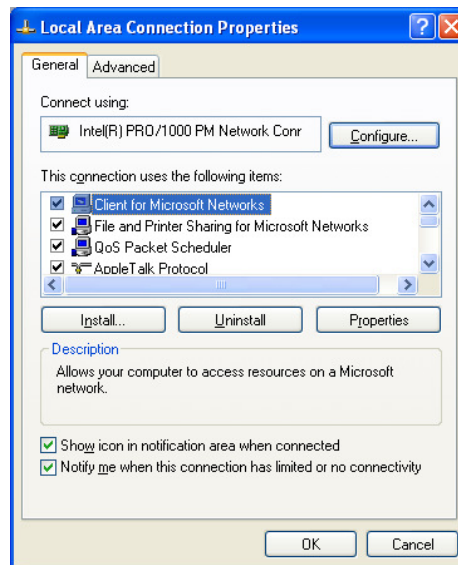 Local Area Connection Properties
General Advanced
Connect using:
Intel(R) PRO/1000 PM Network Conr
Configure...
This connection uses the following items:
Client for Microsoft Networks
File and Printer Sharing for Microsoft Networks
QoS Packet Scheduler
AppleTalk Protocol
Install... Uninstall Properties
Description
Allows your computer to access resources on a Microsoft
network.
Show icon in notification area when connected
Notify me when this connection has limited or no connectivity
OK Cancel